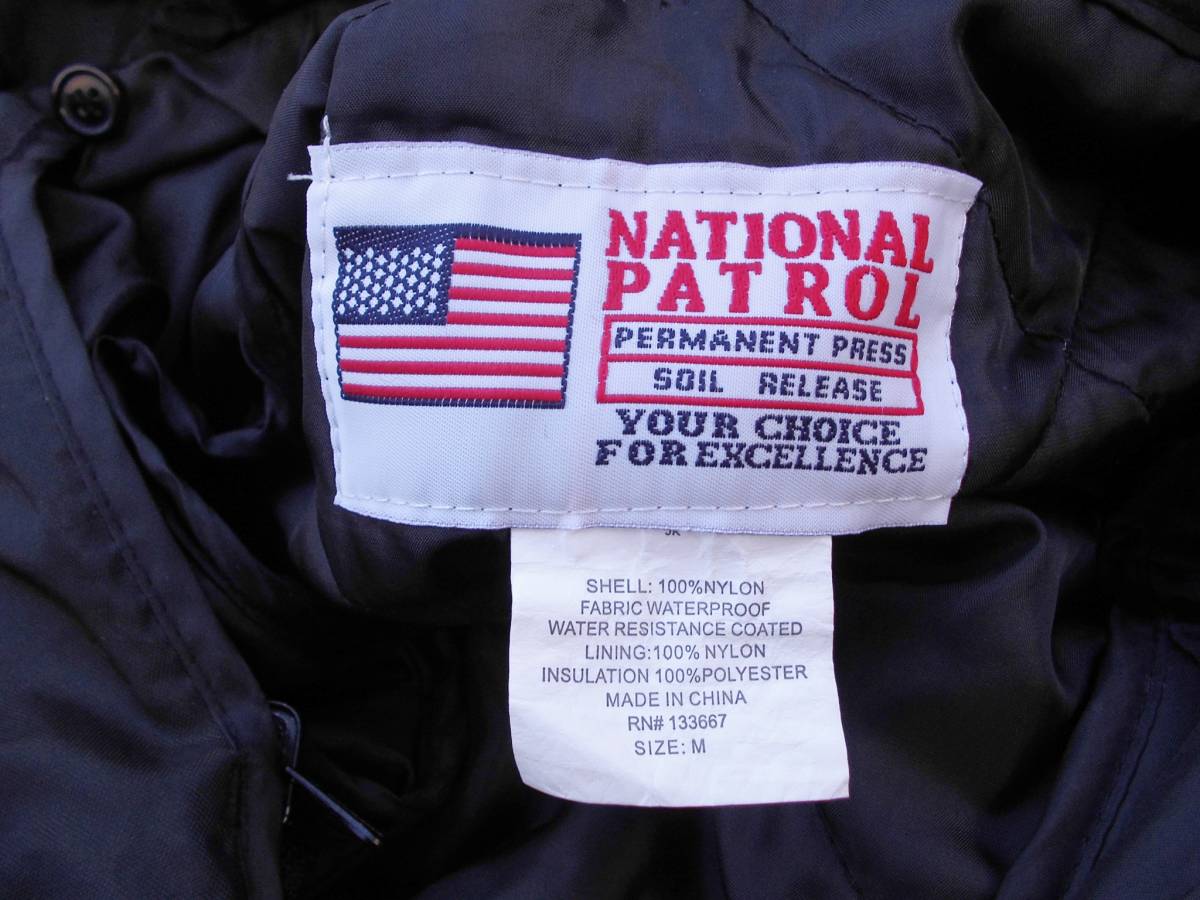 NATIONAL
PATROL
PERMANENT PRESS
SOIL RELEASE
YOUR CHOICE
FOR EXCELLENCE
SHELL: 100%NYLON
FABRIC WATERPROOF
WATER RESISTANCE COATED
LINING:100% NYLON
INSULATION 100%POLYESTER
MADE IN CHINA
RN# 133667
SIZE: M